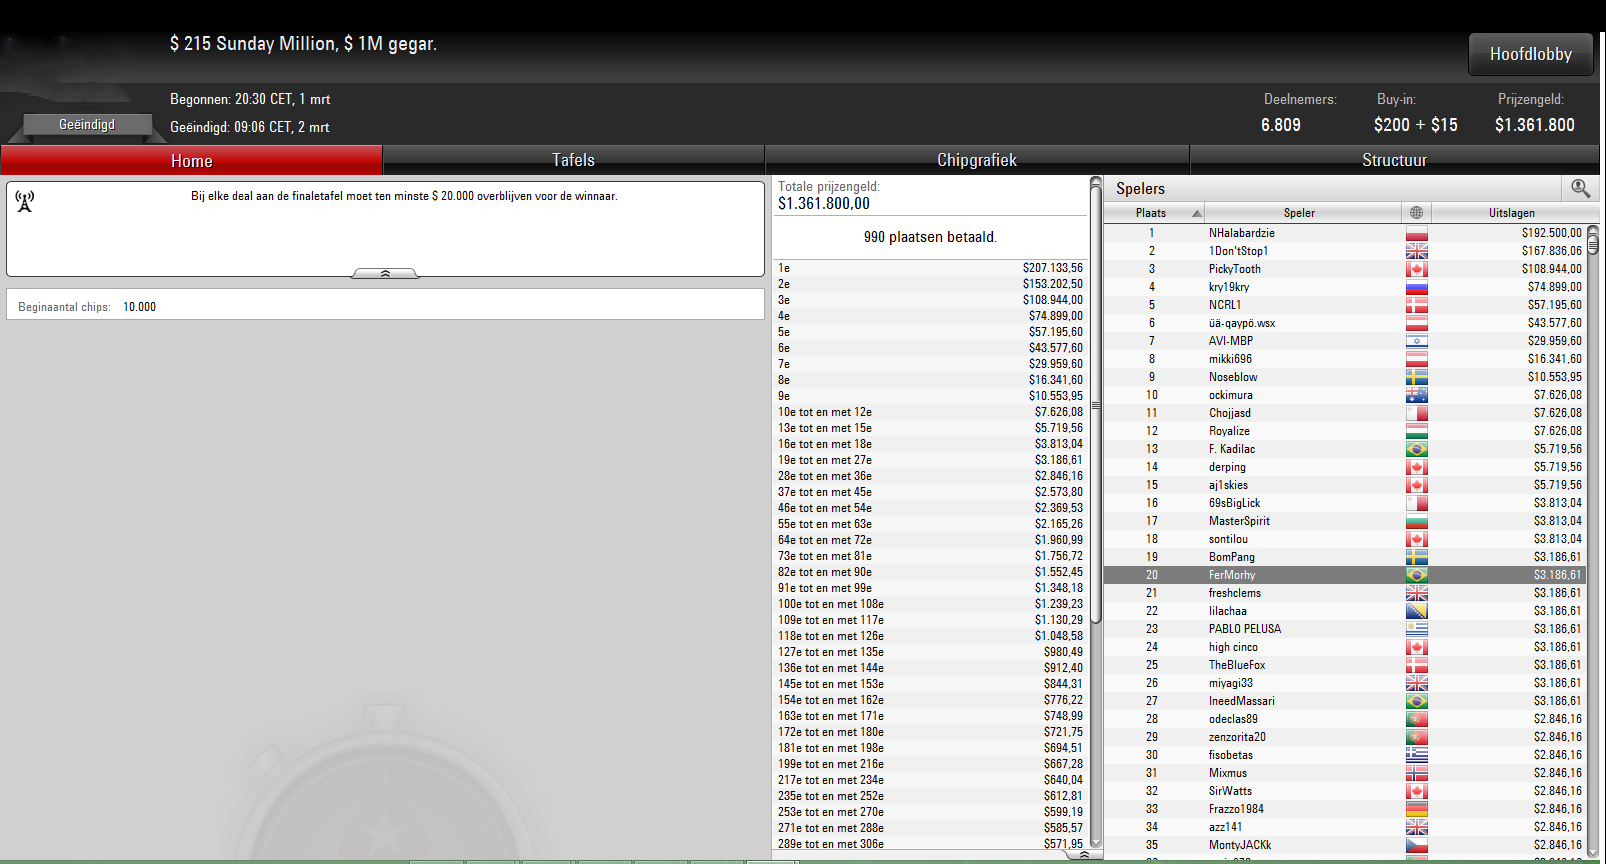 $ 215 Sunday Million, $ 1M gegar.
Hoofdlobby
Begonnen: 20:30 CET, 1 mrt
Geëindigd: 09:06 CET, 2 mrt
Geëindigd
Deelnemers: Buy-in: Prijzengeld:
6.809 $200 + $15 $1.361.800
Home Tafels Chipgrafiek Structuur
Bij elke deal aan de finaletafel moet ten minste $ 20.000 overblijven voor de winnaar.
Beginaantal chips: 10.000
Totale prijzengeld:
$1.361.800,00
990 plaatsen betaald.
1e $207.133,56
2e $153.202,50
3e $108.944,00
4e $74.899,00
5e $57.195,60
6e $43.577,60
7e $29.959,60
8e $16.341,60
9e $10.553,95
10e tot en met 12e $7.626,08
13e tot en met 15e $5.719,56
16e tot en met 18e $3.813,04
19e tot en met 27e $3.186,61
28e tot en met 36e $2.846,16
37e tot en met 45e $2.573,80
46e tot en met 54e $2.369,53
55e tot en met 63e $2.165,26
64e tot en met 72e $1.960,99
73e tot en met 81e $1.756,72
82e tot en met 90e $1.552,45
91e tot en met 99e $1.348,18
100e tot en met 108e $1.239,23
109e tot en met 117e $1.130,29
118e tot en met 126e $1.048,58
127e tot en met 135e $980,49
136e tot en met 144e $912,40
145e tot en met 153e $844,31
154e tot en met 162e $776,22
163e tot en met 171e $748,99
172e tot en met 180e $721,75
181e tot en met 198e $694,51
199e tot en met 216e $667,28
217e tot en met 234e $640,04
235e tot en met 252e $612,81
253e tot en met 270e $599,19
271e tot en met 288e $585,57
289e tot en met 306e $571,95
Spelers
Plaats Speler Uitslagen
1 NHalabardzie $192.500,00
2 1Don'tStop1 $167.836,06
3 PickyTooth $108.944,00
4 kry19kry $74.899,00
5 NCRL1 $57.195,60
6 üä-qaypö.wsx $43.577,60
7 AVI-MBP $29.959,60
8 mikki696 $16.341,60
9 Noseblow $10.553,95
10 ockimura $7.626,08
11 Chojjasd $7.626,08
12 Royalize $7.626,08
13 F. Kadilac $5.719,56
14 derping $5.719,56
15 aj1skies $5.719,56
16 69sBigLick $3.813,04
17 MasterSpirit $3.813,04
18 sontilou $3.813,04
19 BomPang $3.186,61
20 FerMorhy $3.186,61
21 freshclems $3.186,61
22 lilachaa $3.186,61
23 PABLO PELUSA $3.186,61
24 high cinco $3.186,61
25 TheBlueFox $3.186,61
26 miyagi33 $3.186,61
27 IneedMassari $3.186,61
28 odeclas89 $2.846,16
29 zenzorita20 $2.846,16
30 fisobetas $2.846,16
31 Mixmus $2.846,16
32 SirWatts $2.846,16
33 Frazzo1984 $2.846,16
34 azz141 $2.846,16
35 MontyJACKk $2.846,16